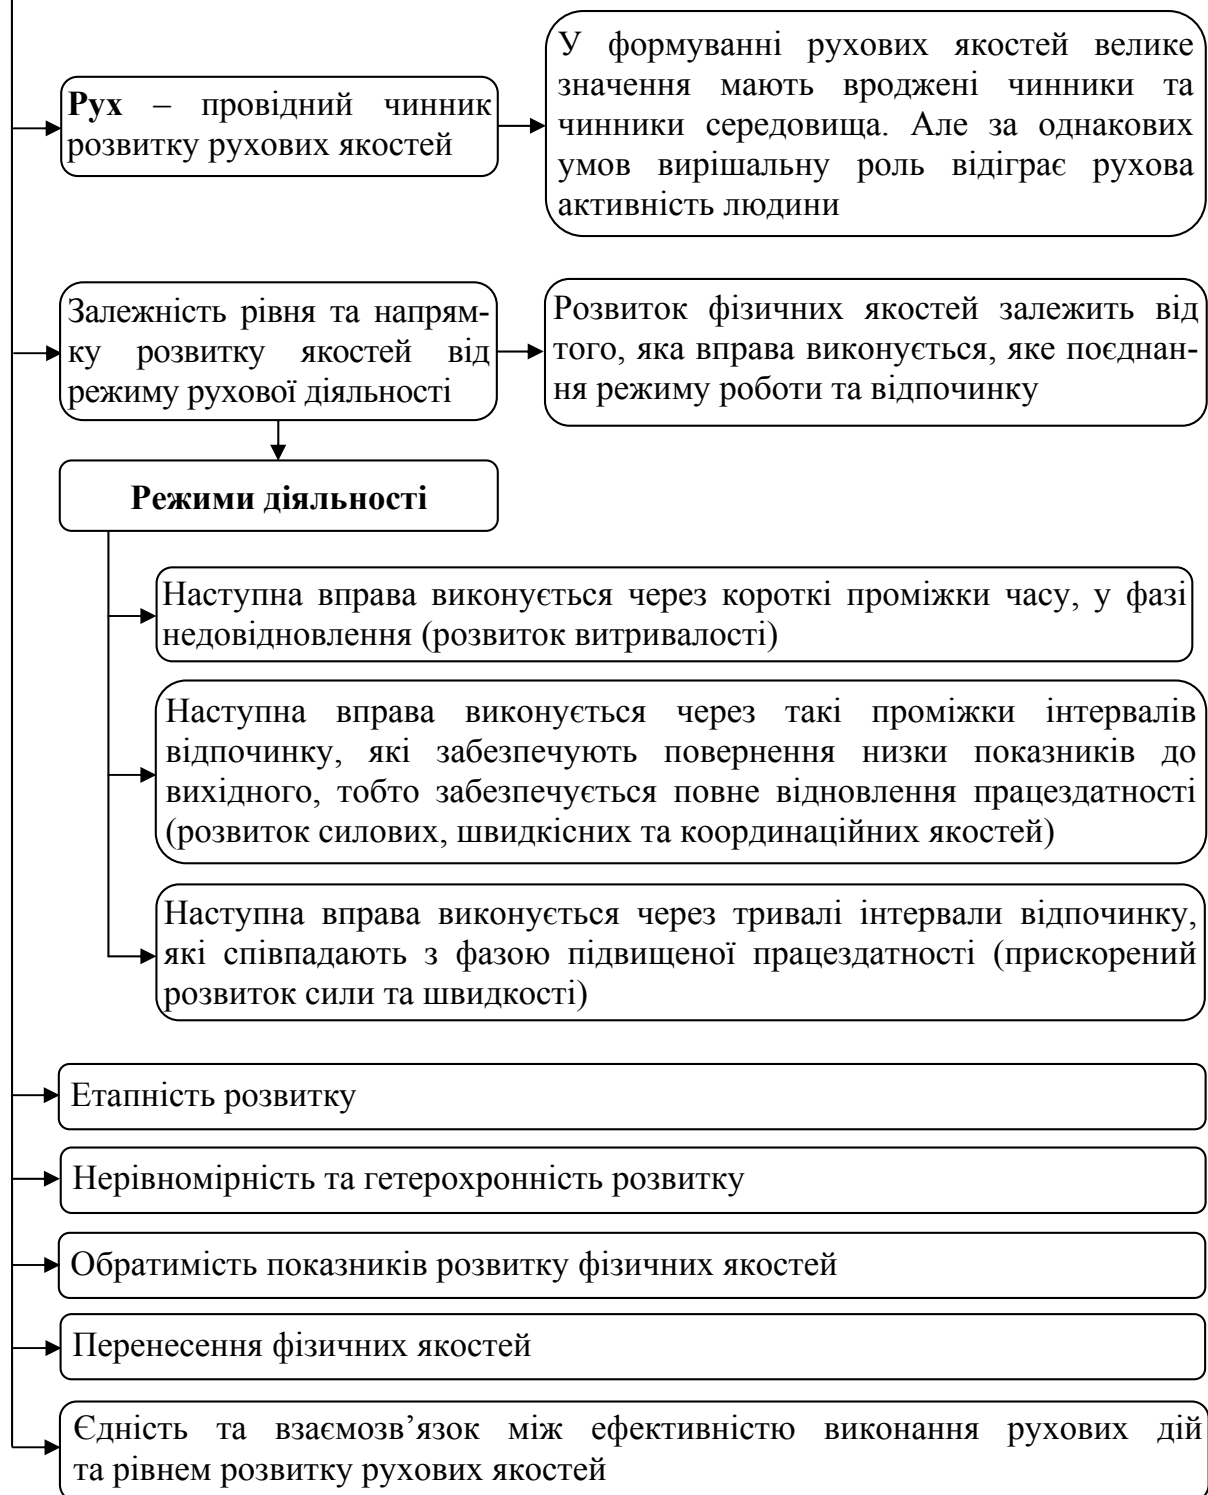 Рух – провідний чинник
розвитку рухових якостей
У формуванні рухових якостей велике
значення мають вроджені чинники та
чинники середовища. Але за однакових
умов вирішальну роль відіграє рухова
активність людини
Залежність рівня та напрям-
ку розвитку якостей від
режиму рухової діяльності
Розвиток фізичних якостей залежить від
того, яка вправа виконується, яке поєднан-
ня режиму роботи та відпочинку
Режими діяльності
Наступна вправа виконується через короткі проміжки часу, у фазі
недовідновлення (розвиток витривалості)
Наступна вправа виконується через такі проміжки інтервалів
відпочинку, які забезпечують повернення низки показників до
вихідного, тобто забезпечується повне відновлення працездатності
(розвиток силових, швидкісних та координаційних якостей)
Наступна вправа виконується через тривалі інтервали відпочинку,
які співпадають з фазою підвищеної працездатності (прискорений
розвиток сили та швидкості)
Етапність розвитку
Нерівномірність та гетерохронність розвитку
Обратимість показників розвитку фізичних якостей
Перенесення фізичних якостей
Єдність та взаємозв’язок між ефективністю виконання рухових дій
та рівнем розвитку рухових якостей